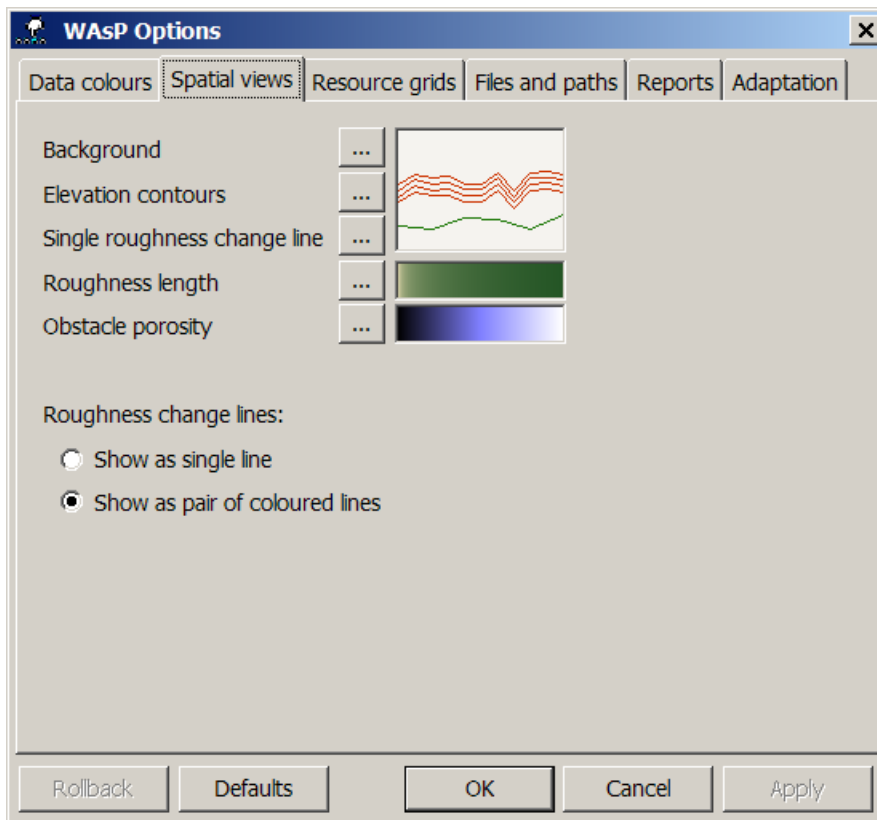 WAsP Options
Data colours Spatial views Resource grids Files and paths Reports Adaptation
Background ...
Elevation contours ...
Single roughness change line ...
Roughness length ...
Obstacle porosity ...
Roughness change lines:
Show as single line
Show as pair of coloured lines
Rollback Defaults OK Cancel Apply